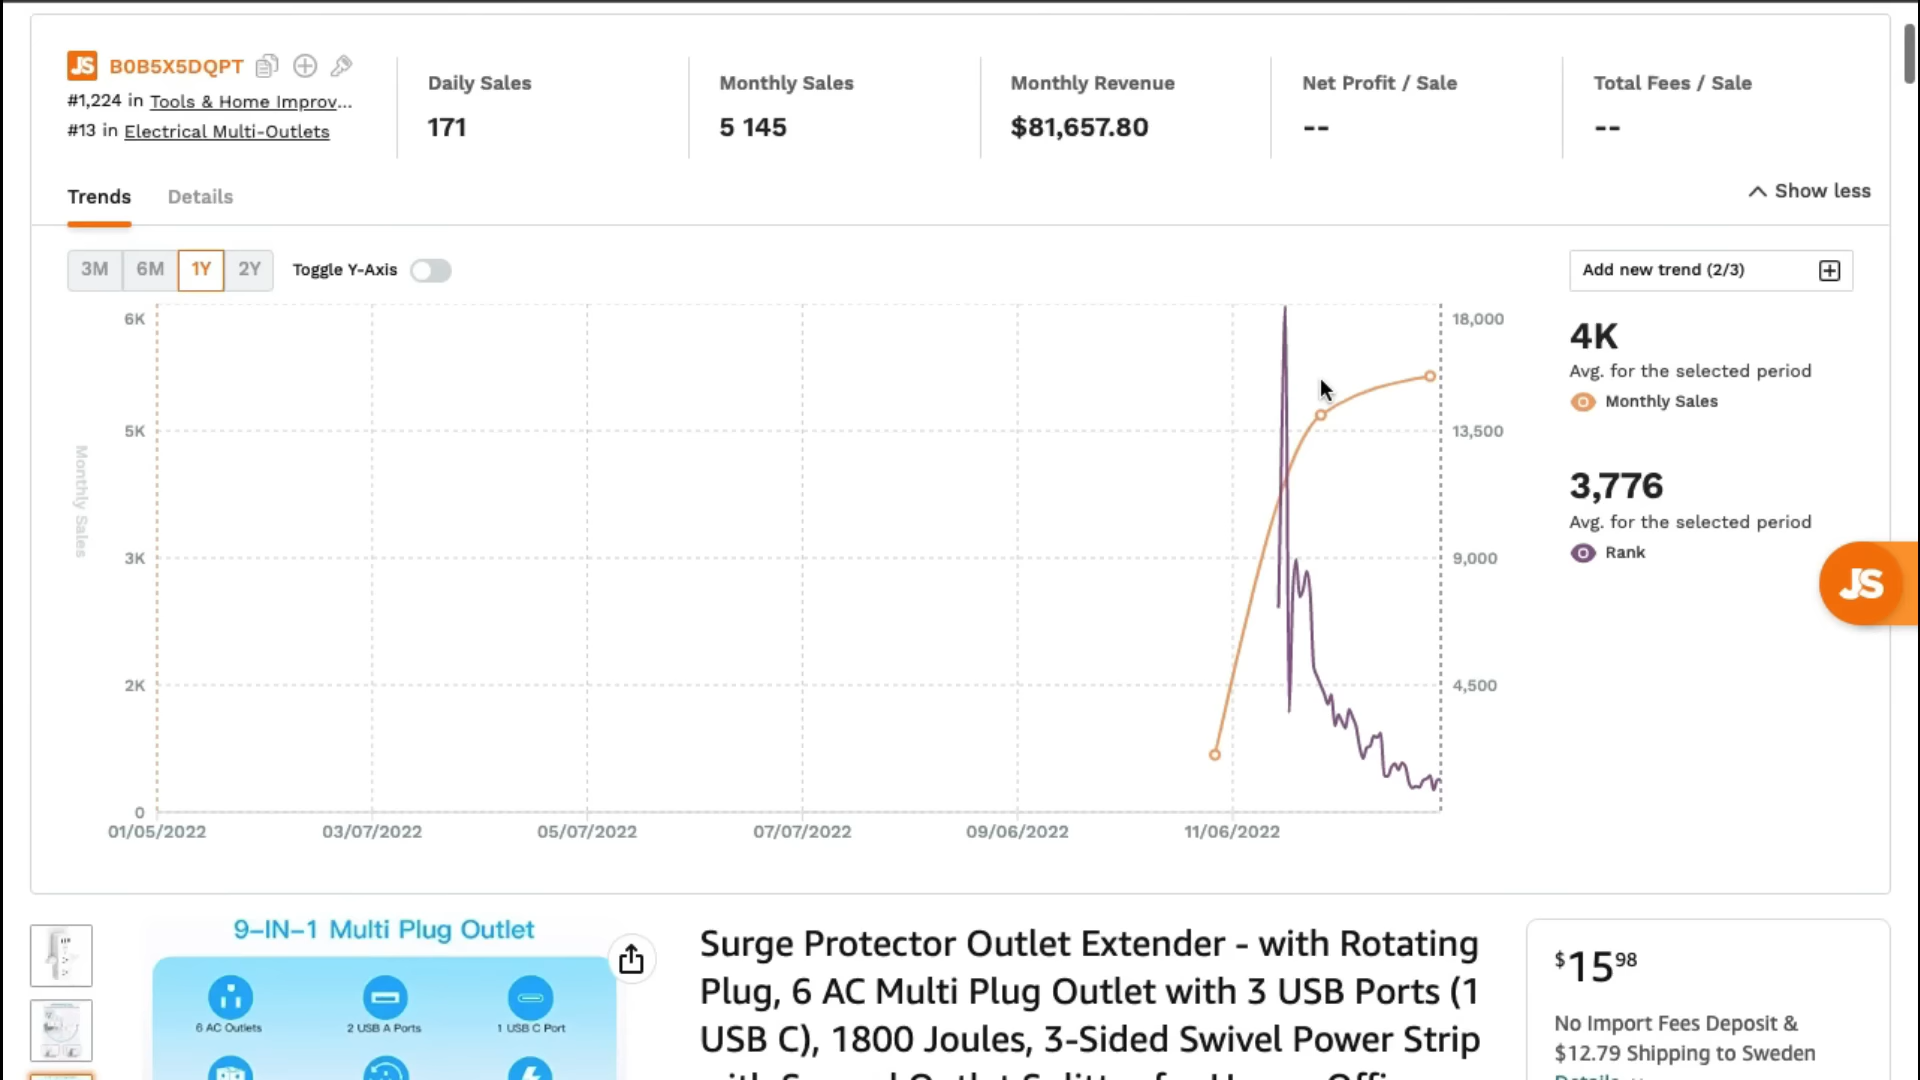 JS B0B5X5DQPT
#1,224 in Tools & Home Improv...
#13 in Electrical Multi-Outlets
Daily Sales
171
Monthly Sales
5 145
Monthly Revenue
$81,657.80
Net Profit / Sale
--
Total Fees / Sale
--
Trends Details
Show less
3M 6M 1Y 2Y Toggle Y-Axis
Add new trend (2/3)
6K
5K
3K
2K
0
Monthly Sales
18,000
13,500
9,000
4,500
01/05/2022 03/07/2022 05/07/2022 07/07/2022 09/06/2022 11/06/2022
4K
Avg. for the selected period
Monthly Sales
3,776
Avg. for the selected period
Rank
JS
9-IN-1 Multi Plug Outlet
6 AC Outlets 2 USB A Ports 1 USB C Port
Surge Protector Outlet Extender - with Rotating
Plug, 6 AC Multi Plug Outlet with 3 USB Ports (1
USB C), 1800 Joules, 3-Sided Swivel Power Strip
$15 98
No Import Fees Deposit &
$12.79 Shipping to Sweden